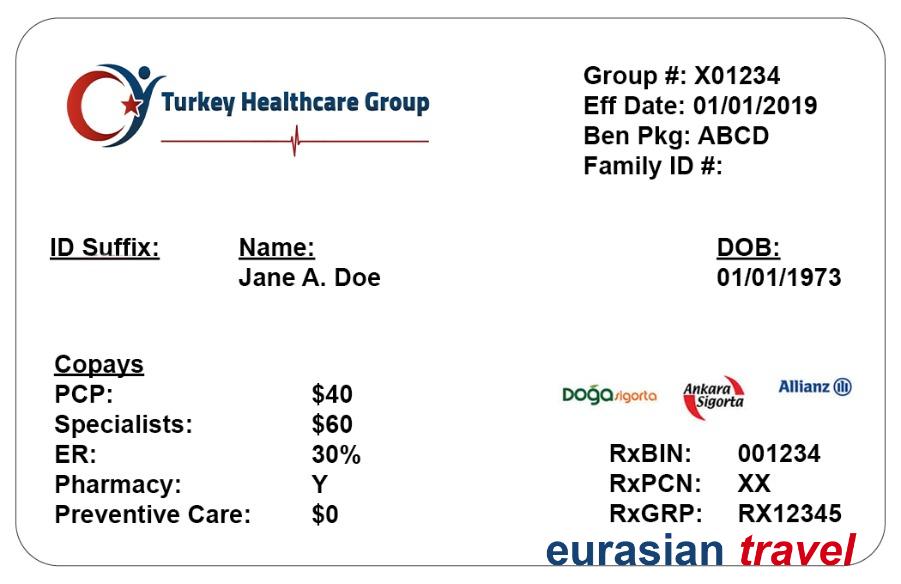 Turkey Healthcare Group
Group #: X01234
Eff Date: 01/01/2019
Ben Pkg: ABCD
Family ID #:
ID Suffix: Name: DOB:
Jane A. Doe 01/01/1973
Copays
PCP: $40
Specialists: $60
ER: 30%
Pharmacy: Y
Preventive Care: $0
DOĞA sigorta
Ankara Sigorta
Allianz
RxBIN: 001234
RxPCN: XX
RxGRP: RX12345
eurasian travel